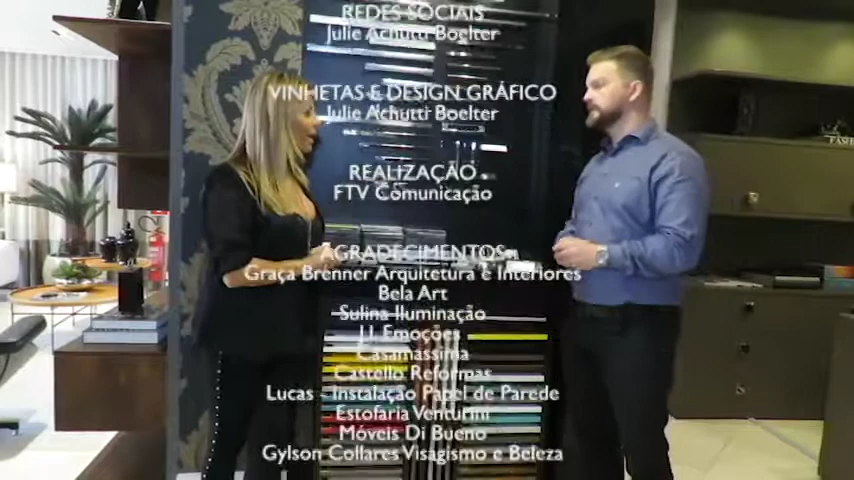 REDES SOCIAIS
Julie Achutti Boelter
VINHETAS E DESIGN GRÁFICO
Julie Achutti Boelter
REALIZAÇÃO
FTV Comunicação
AGRADECIMENTOS
Graça Brenner Arquitetura e Interiores
Bela Art
Sulina Iluminação
Casamassima
Castello Reformas
Lucas - Instalação Papel de Parede
Estofaria Venturini
Móveis Di Bueno
Gylson Collares Visagismo e Beleza